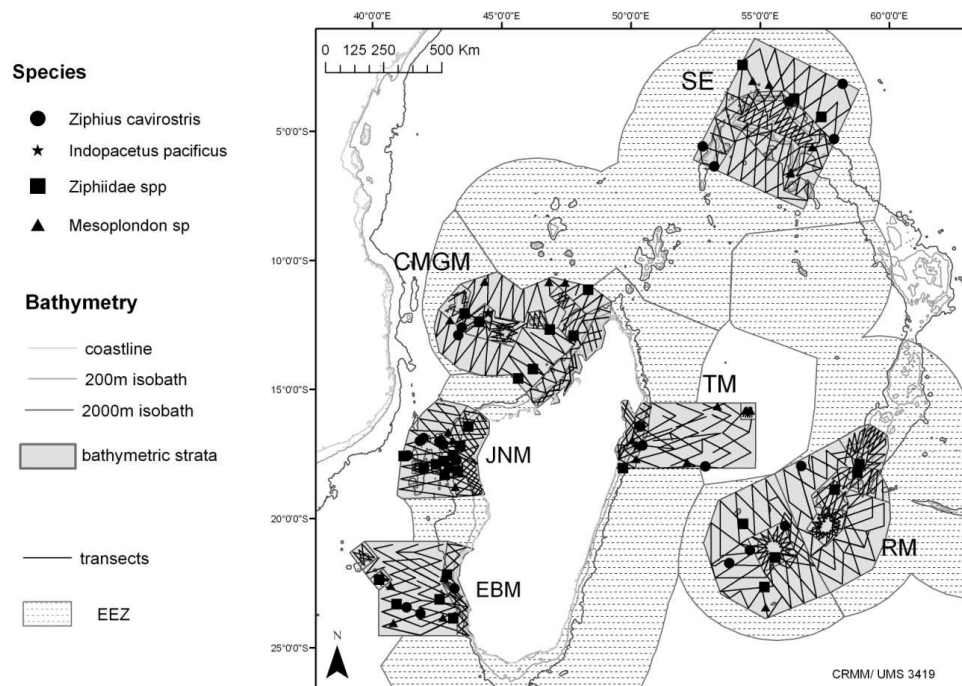 40°0'0"E 45°0'0"E 50°0'0"E 55°0'0"E 60°0'0"E
0 125 250 500 Km
Species
Ziphius cavirostris
Indopacetus pacificus
Ziphiidae spp
Mesoplondon sp
Bathymetry
coastline
200m isobath
2000m isobath
bathymetric strata
transects
EEZ
5°0'0"S
10°0'0"S
15°0'0"S
20°0'0"S
25°0'0"S
SE
CMGM
TM
JNM
RM
EBM
N
CRMM/ UMS 3419